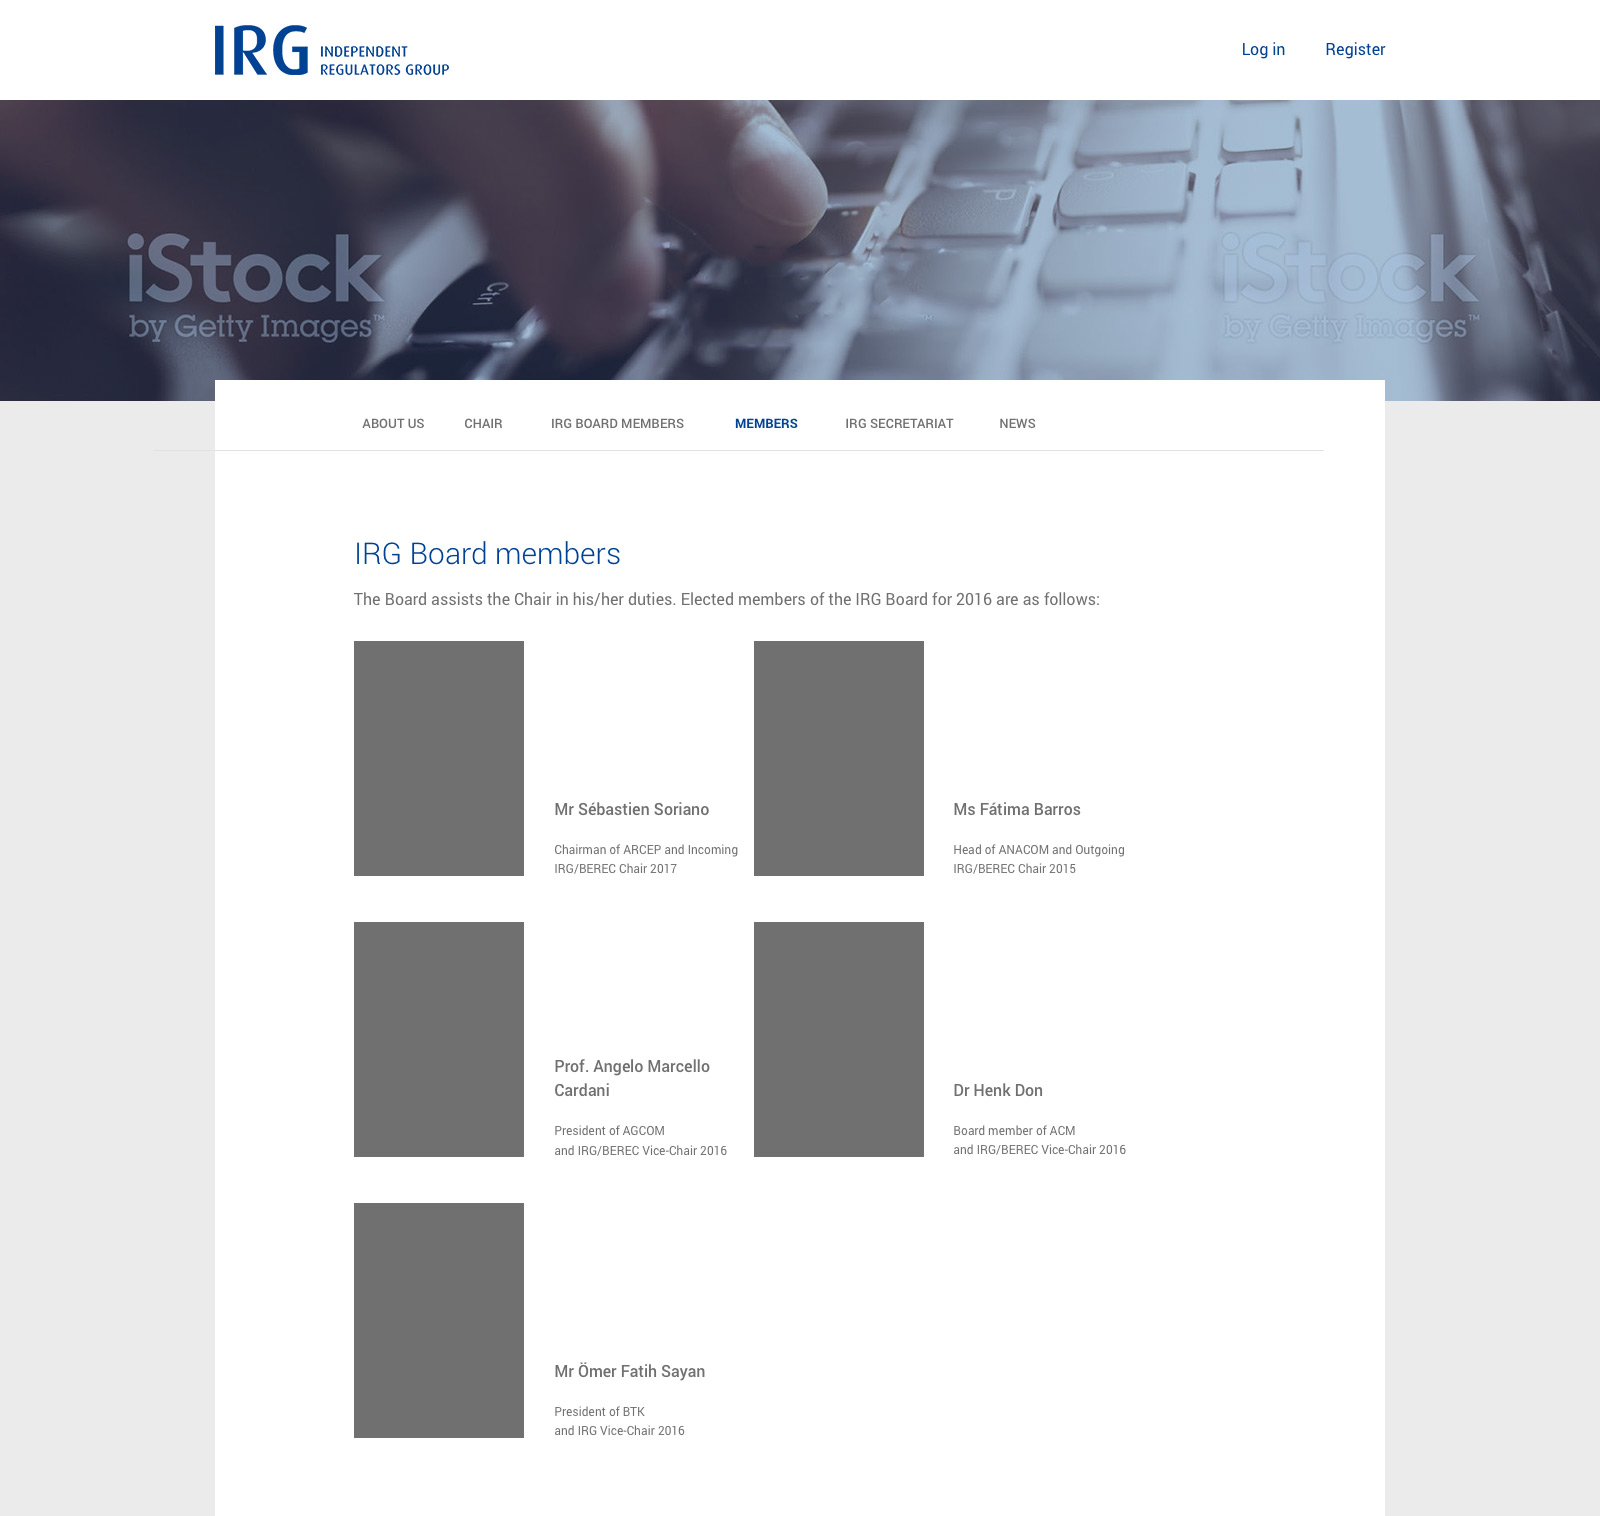 IRG INDEPENDENT
REGULATORS GROUP
Log in
Register
iStock
by Getty Images™
iStock
by Getty Images™
Ctrl
P
O
ABOUT US
CHAIR
IRG BOARD MEMBERS
MEMBERS
IRG SECRETARIAT
NEWS
IRG Board members
The Board assists the Chair in his/her duties. Elected members of the IRG Board for 2016 are as follows:
Mr Sébastien Soriano
Chairman of ARCEP and Incoming
IRG/BEREC Chair 2017
Ms Fátima Barros
Head of ANACOM and Outgoing
IRG/BEREC Chair 2015
Prof. Angelo Marcello
Cardani
President of AGCOM
and IRG/BEREC Vice-Chair 2016
Dr Henk Don
Board member of ACM
and IRG/BEREC Vice-Chair 2016
Mr Ömer Fatih Sayan
President of BTK
and IRG Vice-Chair 2016